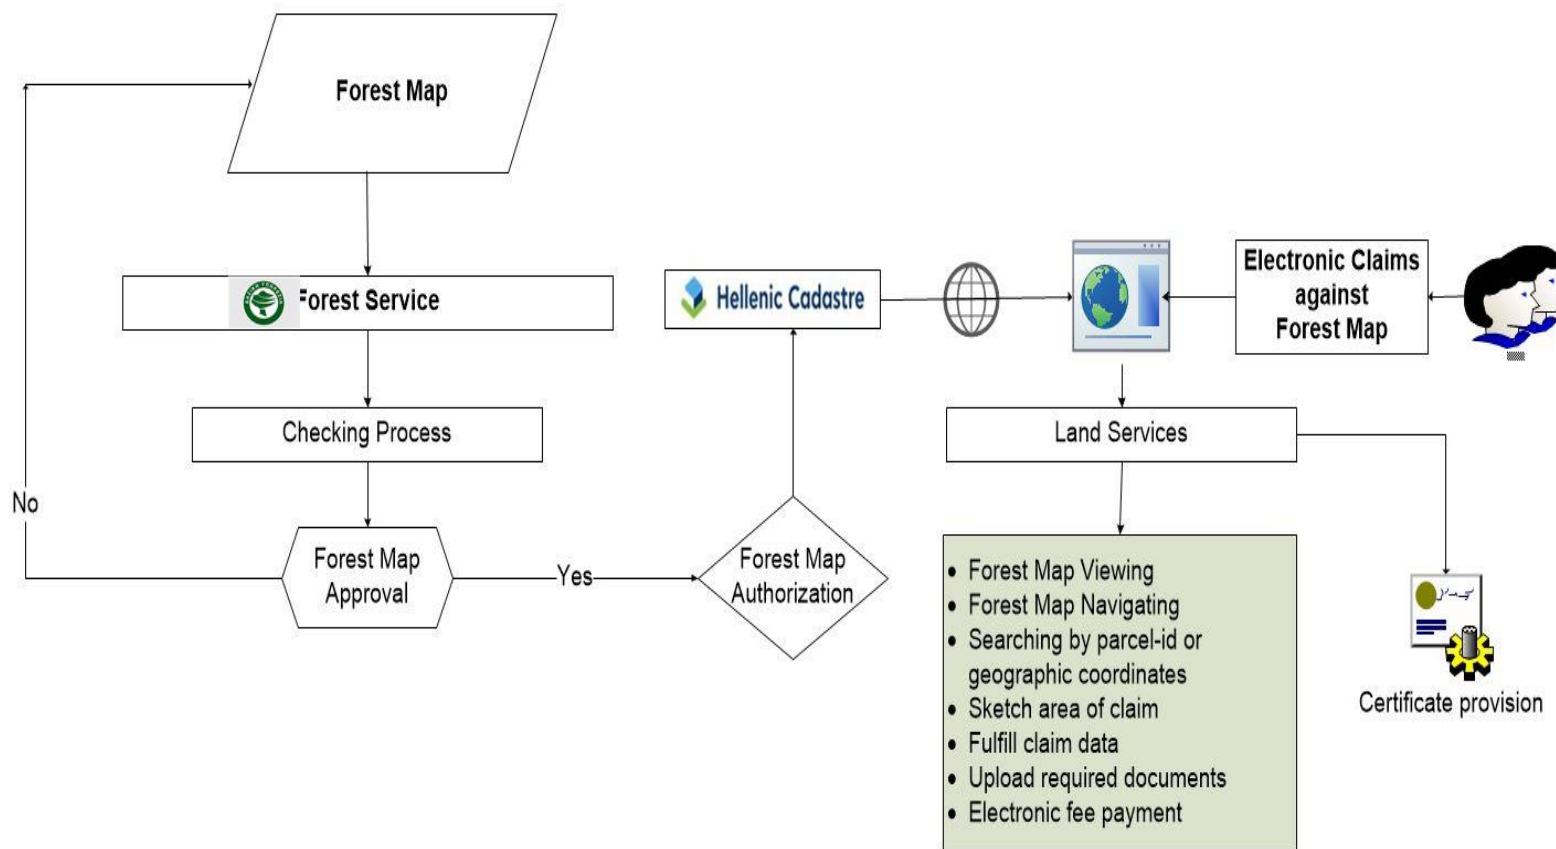 Forest Map
Forest Service
Checking Process
No
Forest Map
Approval
Yes
Forest Map
Authorization
Hellenic Cadastre
Electronic Claims
against
Forest Map
Land Services
• Forest Map Viewing
• Forest Map Navigating
• Searching by parcel-id or
geographic coordinates
• Sketch area of claim
• Fulfill claim data
• Upload required documents
• Electronic fee payment
Certificate provision